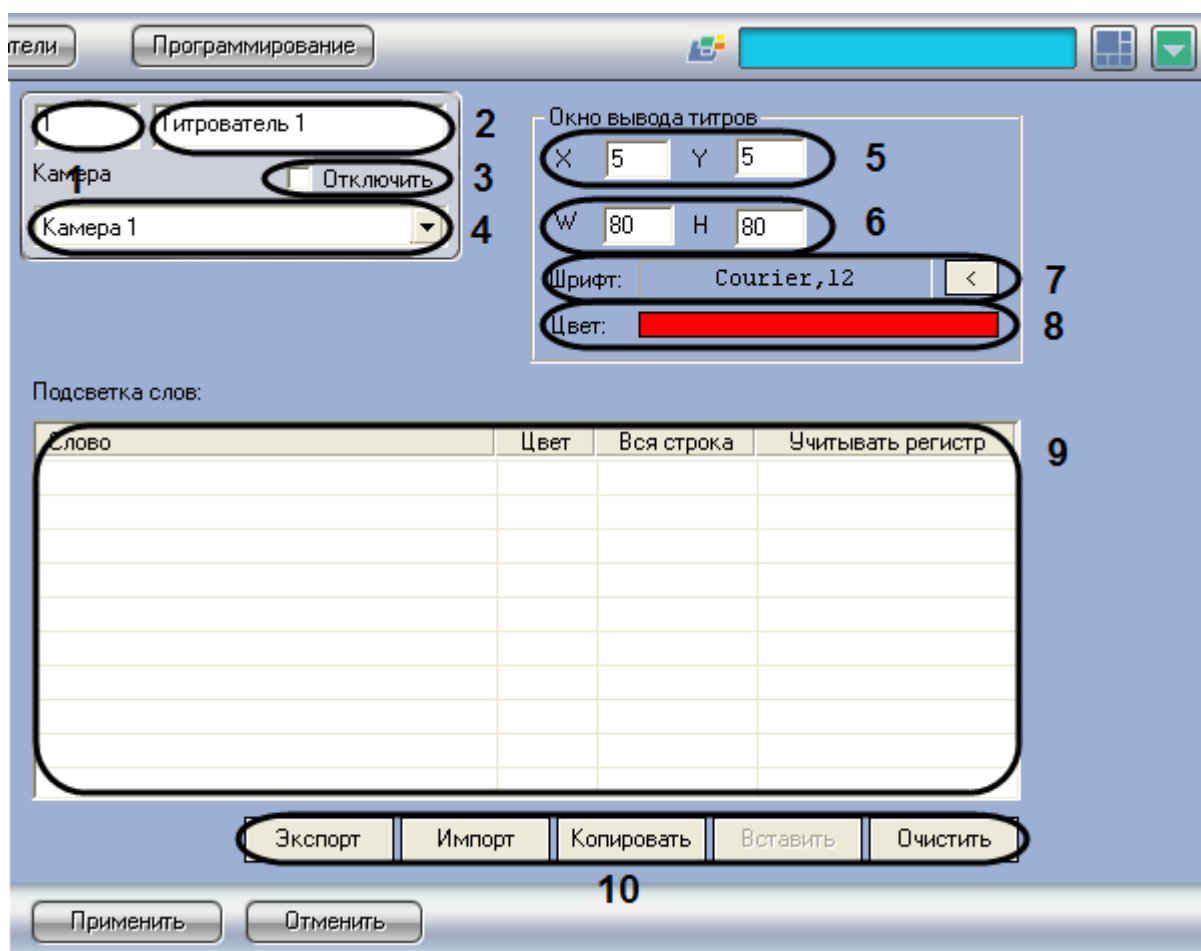 тели Программирование
1 Титрователь 1 2
1
Камера Отключить 3
Камера 1 4
Окно вывода титров
X 5 Y 5 5
W 80 H 80 6
Шрифт: Courier,12 < 7
Цвет: 8
Подсветка слов:
Слово Цвет Вся строка Учитывать регистр 9
Экспорт Импорт Копировать Вставить Очистить
10
Применить Отменить